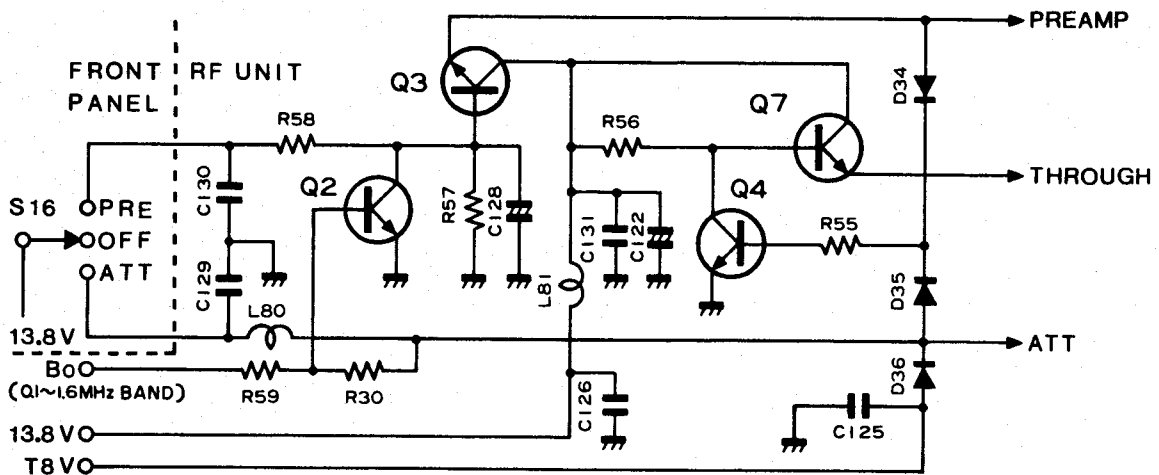 PREAMP
FRONT
PANEL
RF UNIT
Q3
D34
Q7
R58
R56
C130
Q2
R57
C128
Q4
THROUGH
S16
PRE
OFF
ATT
C131
C122
R55
C129
L81
D35
L80
13.8V
ATT
B0
(0.1~1.6MHz BAND)
R59
R30
C126
D36
13.8V
C125
T8V